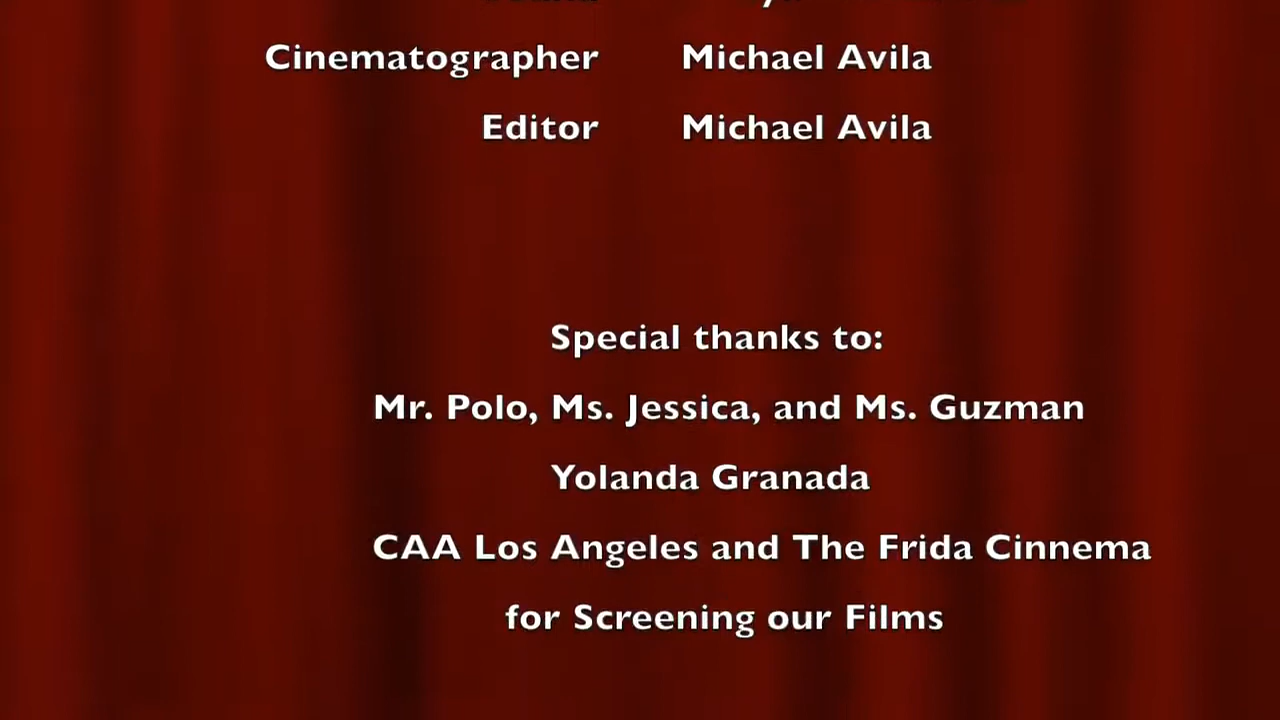 Cinematographer Michael Avila
Editor Michael Avila
Special thanks to:
Mr. Polo, Ms. Jessica, and Ms. Guzman
Yolanda Granada
CAA Los Angeles and The Frida Cinnema
for Screening our Films